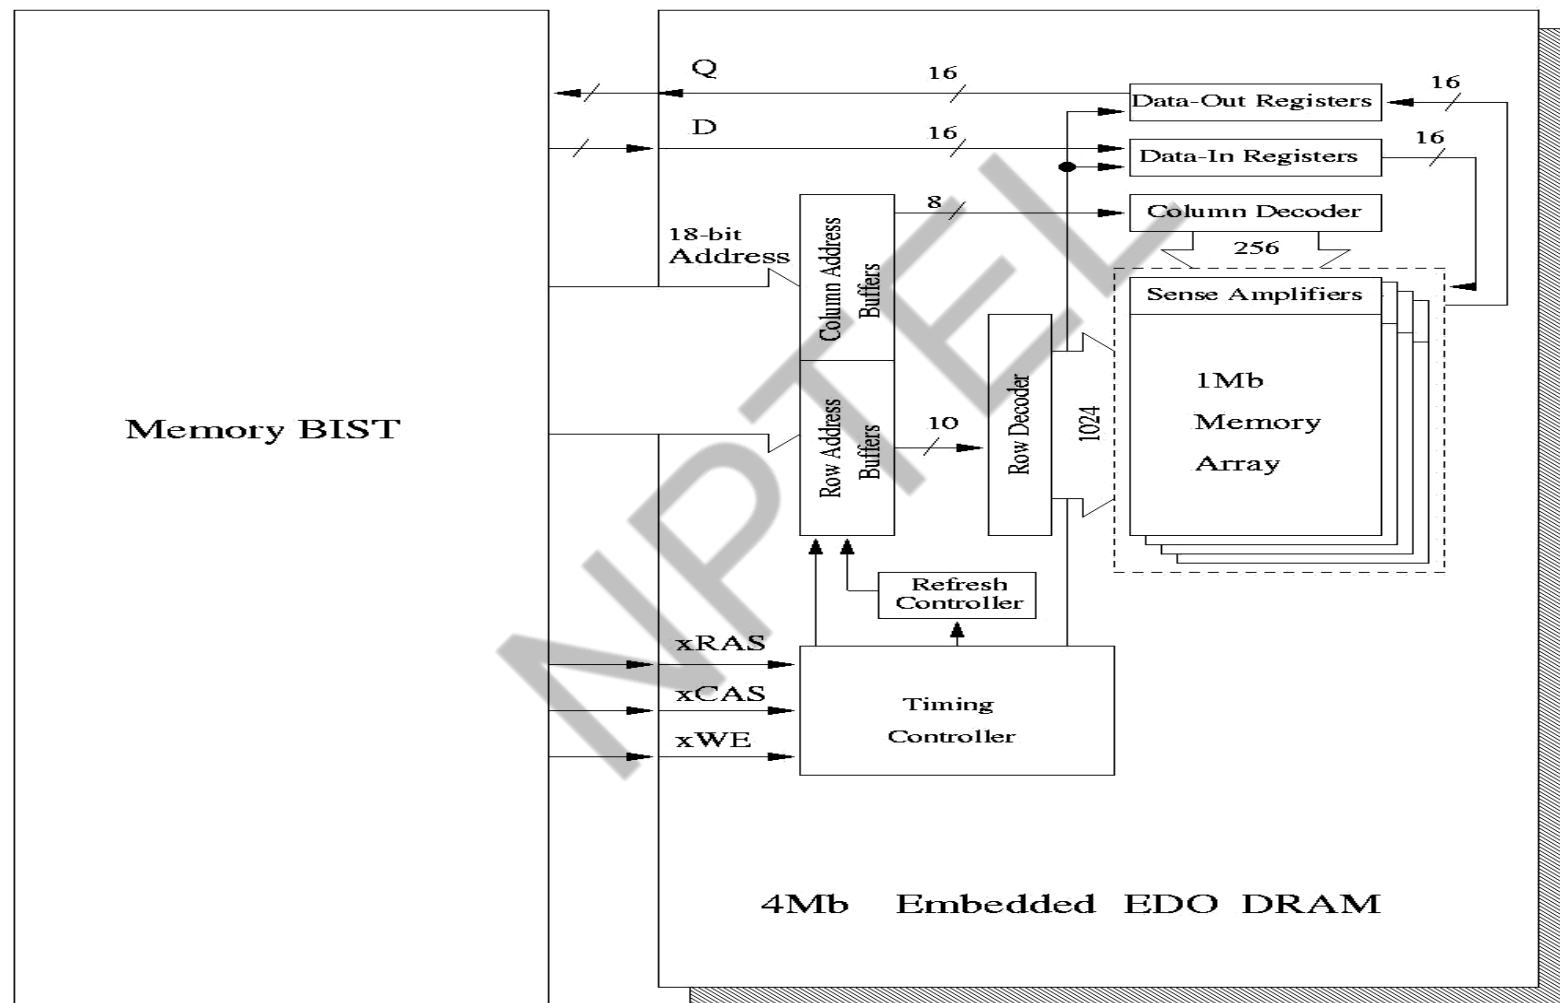 Q
16
16
Data-Out Registers
D
16
16
Data-In Registers
8
Column Decoder
18-bit
Address
256
Column Address
Buffers
Sense Amplifiers
1Mb
Memory
Array
Memory BIST
Row Address
Buffers
10
Row Decoder
1024
Refresh
Controller
xRAS
xCAS
xWE
Timing
Controller
4Mb Embedded EDO DRAM
NPTEL